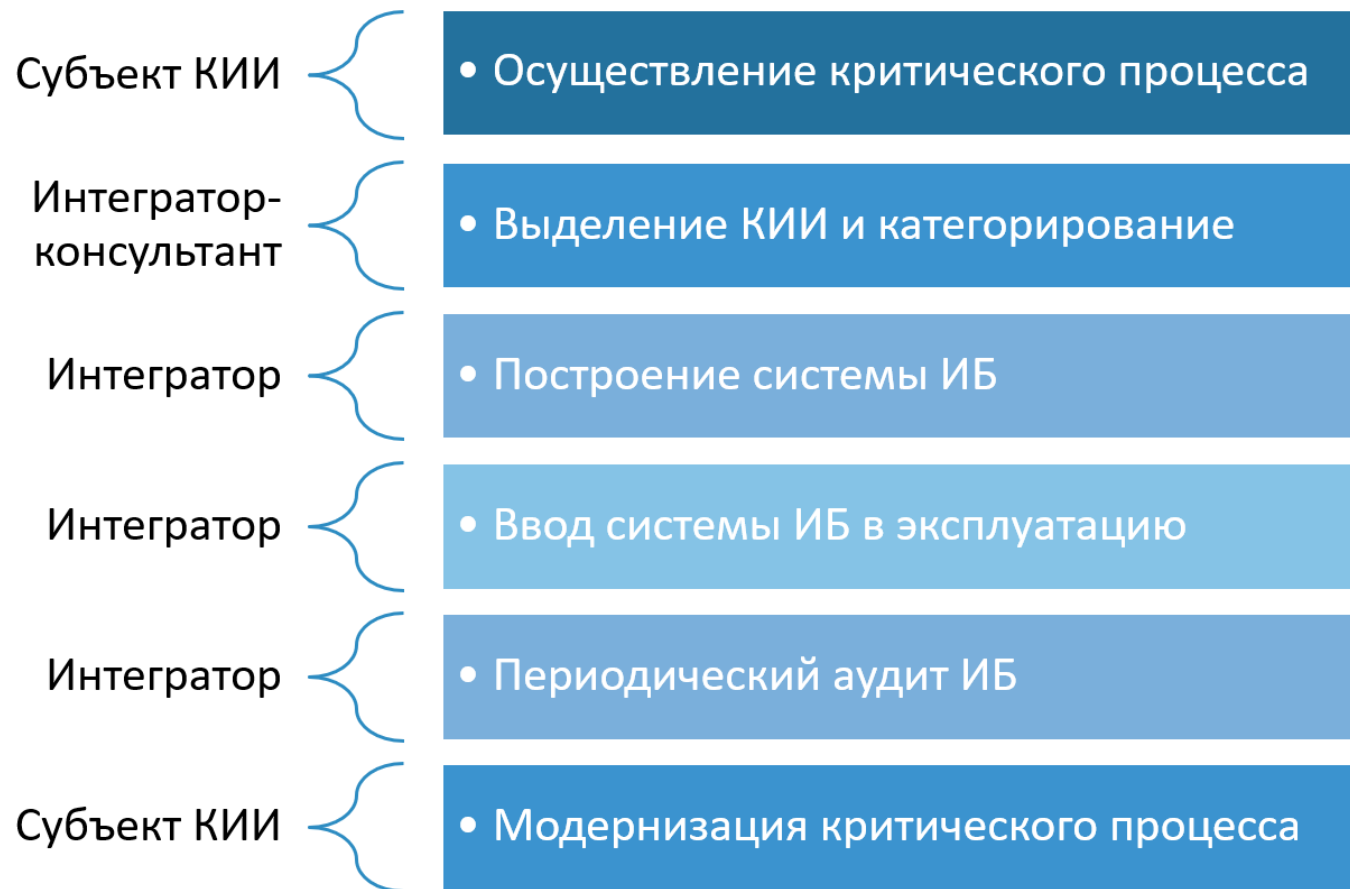 Субъект КИИ
• Осуществление критического процесса
Интегратор-
консультант
• Выделение КИИ и категорирование
Интегратор
• Построение системы ИБ
Интегратор
• Ввод системы ИБ в эксплуатацию
Интегратор
• Периодический аудит ИБ
Субъект КИИ
• Модернизация критического процесса